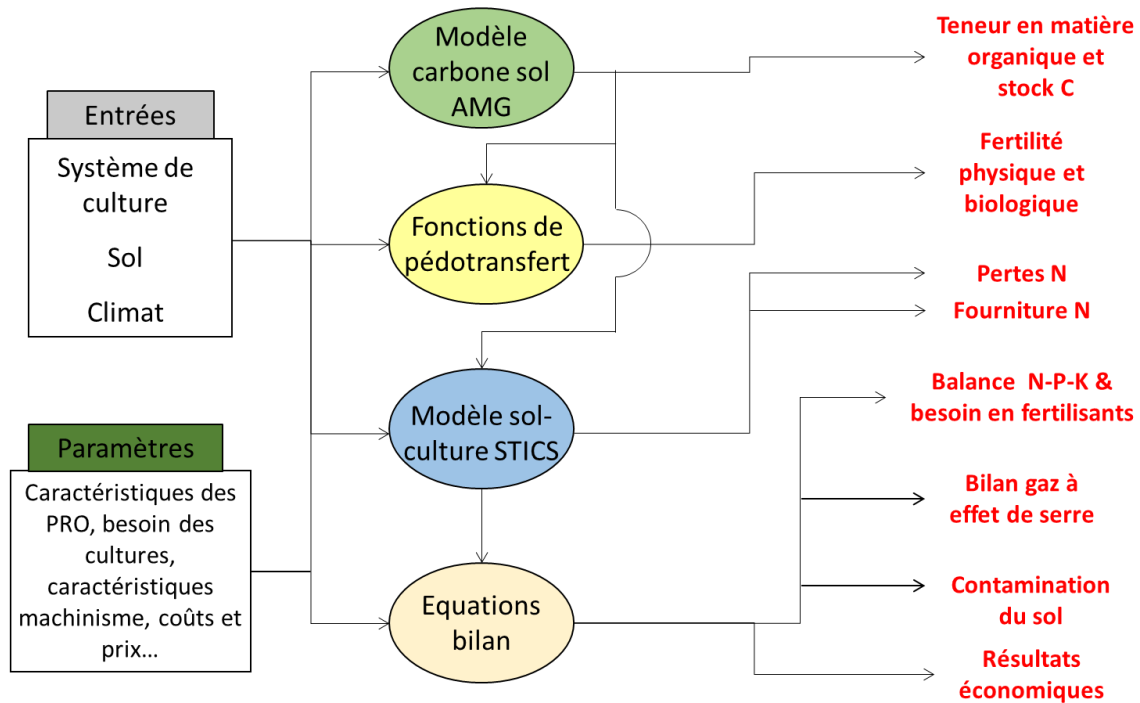 Entrées
Système de
culture
Sol
Climat
Paramètres
Caractéristiques des
PRO, besoin des
cultures,
caractéristiques
machinisme, coûts et
prix...
Modèle
carbone sol
AMG
Fonctions de
pédotransfert
Modèle sol-
culture STICS
Equations
bilan
Teneur en matière
organique et
stock C
Fertilité
physique et
biologique
Pertes N
Fourniture N
Balance N-P-K &
besoin en fertilisants
Bilan gaz à
effet de serre
Contamination
du sol
Résultats
économiques